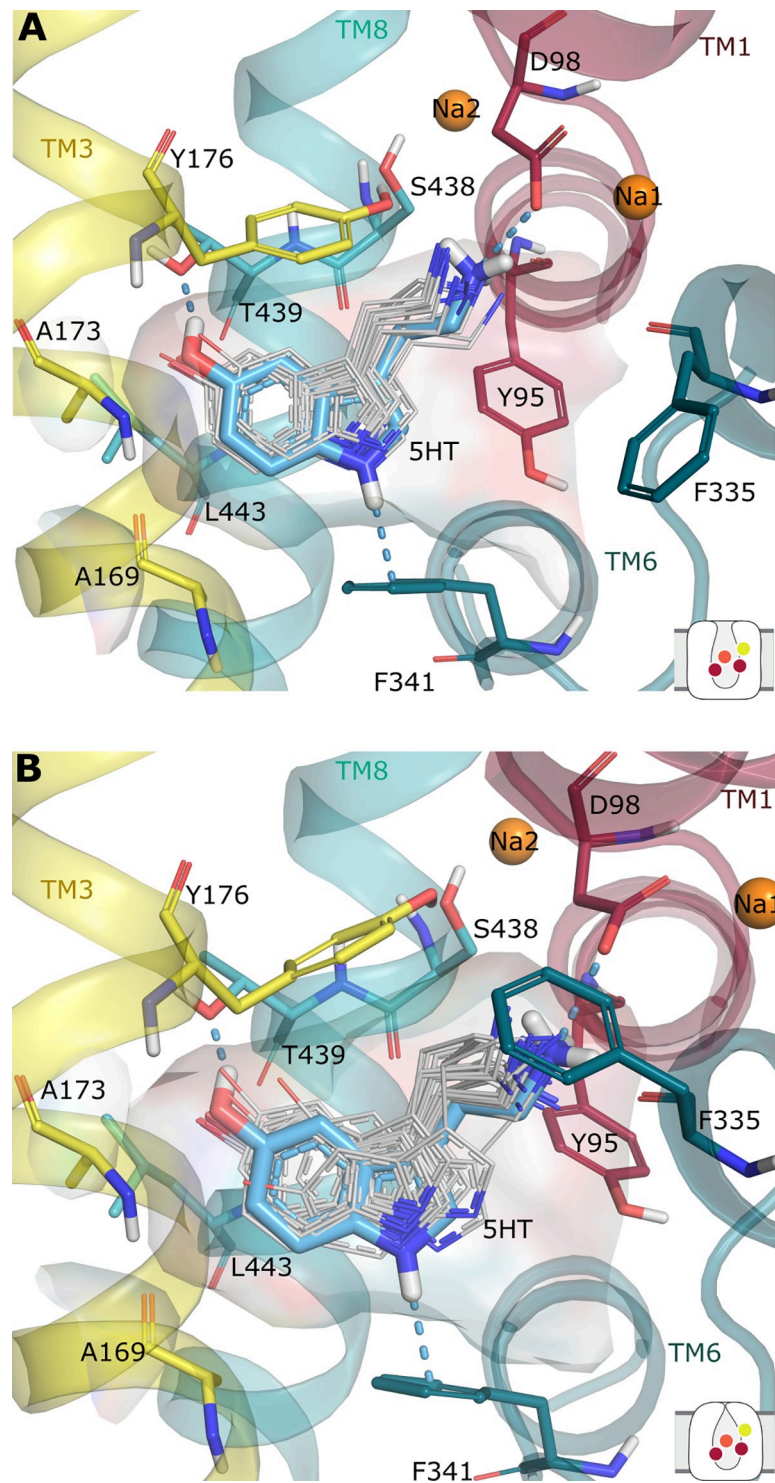 A
TM8
D98
TM1
Na2
TM3
Y176
S438
Na1
T439
A173
Y95
5HT
F335
L443
A169
TM6
F341
B
TM8
D98
TM1
Na2
TM3
Y176
Na1
S438
T439
A173
F335
Y95
5HT
L443
A169
TM6
F341